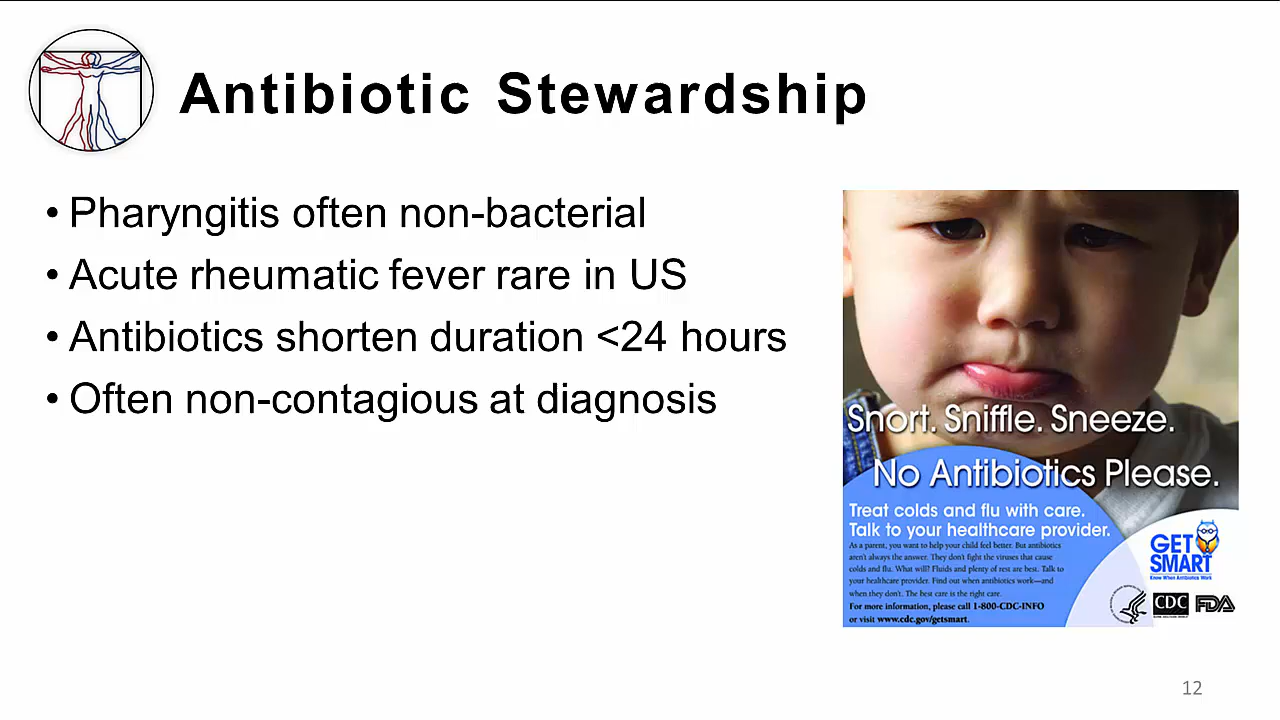 Antibiotic Stewardship
• Pharyngitis often non-bacterial
• Acute rheumatic fever rare in US
• Antibiotics shorten duration <24 hours
• Often non-contagious at diagnosis
Snort. Sniffle. Sneeze.
No Antibiotics Please.
Treat colds and flu with care.
Talk to your healthcare provider.
As a parent, you want to help your child feel better. But antibiotics
aren't always the answer. They don't fight the viruses that cause
colds and flu. What will? Fluids and plenty of rest are best. Talk to
your healthcare provider. Find out when antibiotics work—and
when they don't. The best care is the right care.
For more information, please call 1-800-CDC-INFO
or visit www.cdc.gov/getsmart.
GET
SMART
Know When Antibiotics Work
CDC
FDA
12